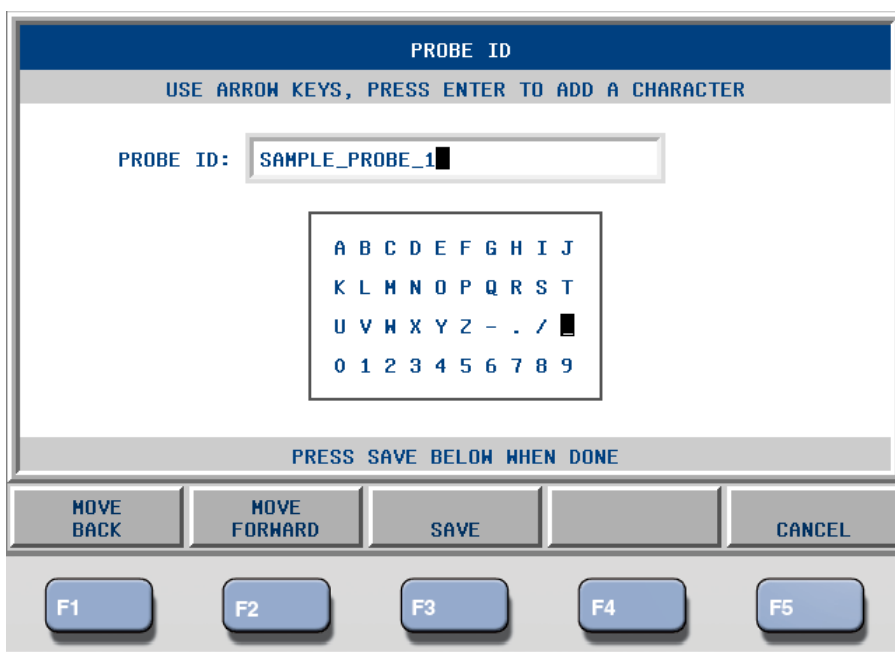 PROBE ID
USE ARROW KEYS, PRESS ENTER TO ADD A CHARACTER
PROBE ID: SAMPLE_PROBE_1
A B C D E F G H I J
K L M N O P Q R S T
U V W X Y Z - . / _
0 1 2 3 4 5 6 7 8 9
PRESS SAVE BELOW WHEN DONE
MOVE BACK
MOVE FORWARD
SAVE
CANCEL
F1 F2 F3 F4 F5